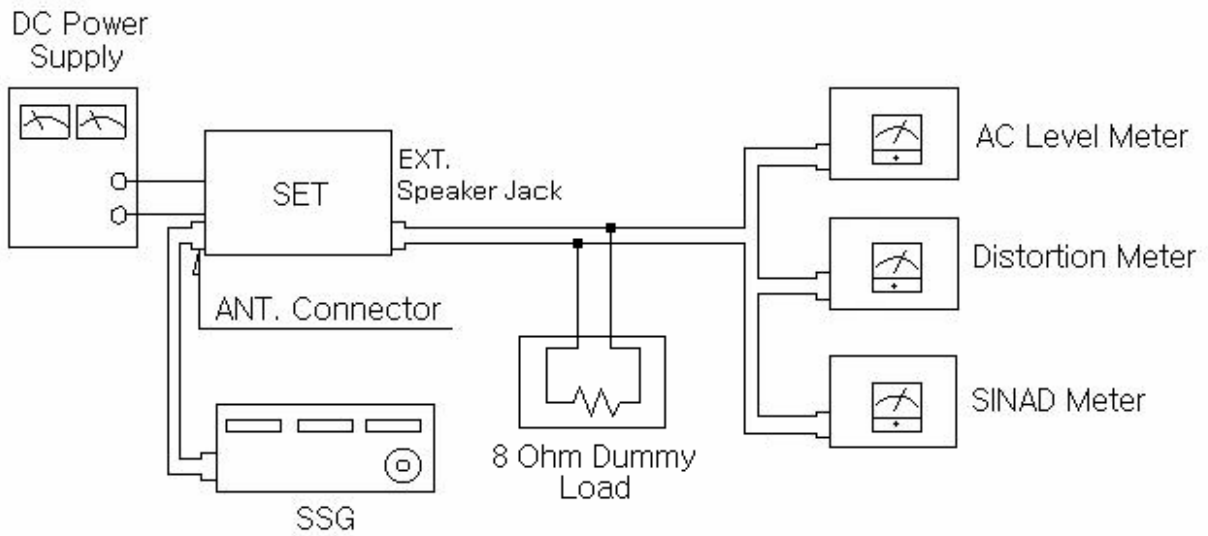 DC Power
Supply
SET
EXT.
Speaker Jack
ANT. Connector
SSG
8 Ohm Dummy
Load
AC Level Meter
Distortion Meter
SINAD Meter